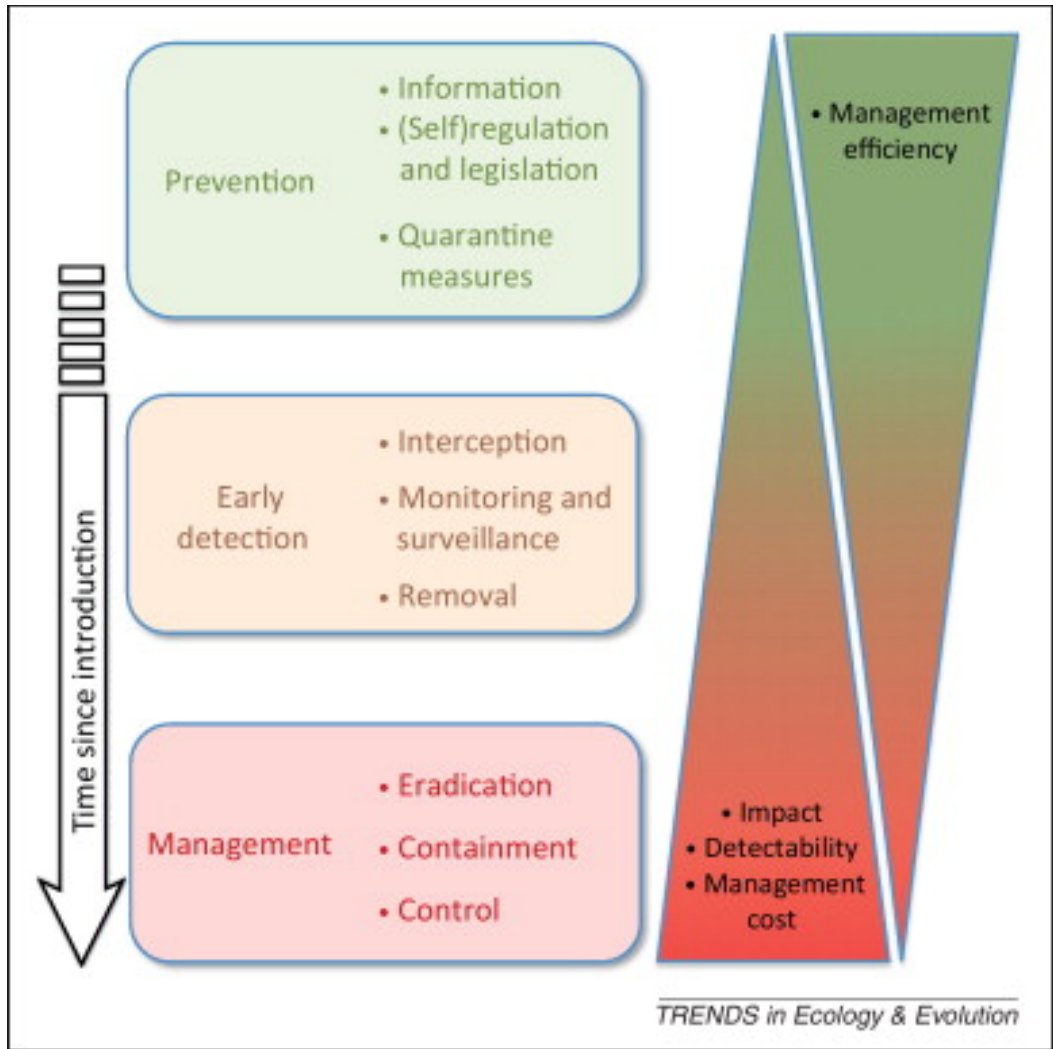 Prevention
• Information
• (Self)regulation
and legislation
• Quarantine
measures
Early
detection
• Interception
• Monitoring and
surveillance
• Removal
Management
• Eradication
• Containment
• Control
Time since introduction
• Management
efficiency
• Impact
• Detectability
• Management
cost
TRENDS in Ecology & Evolution